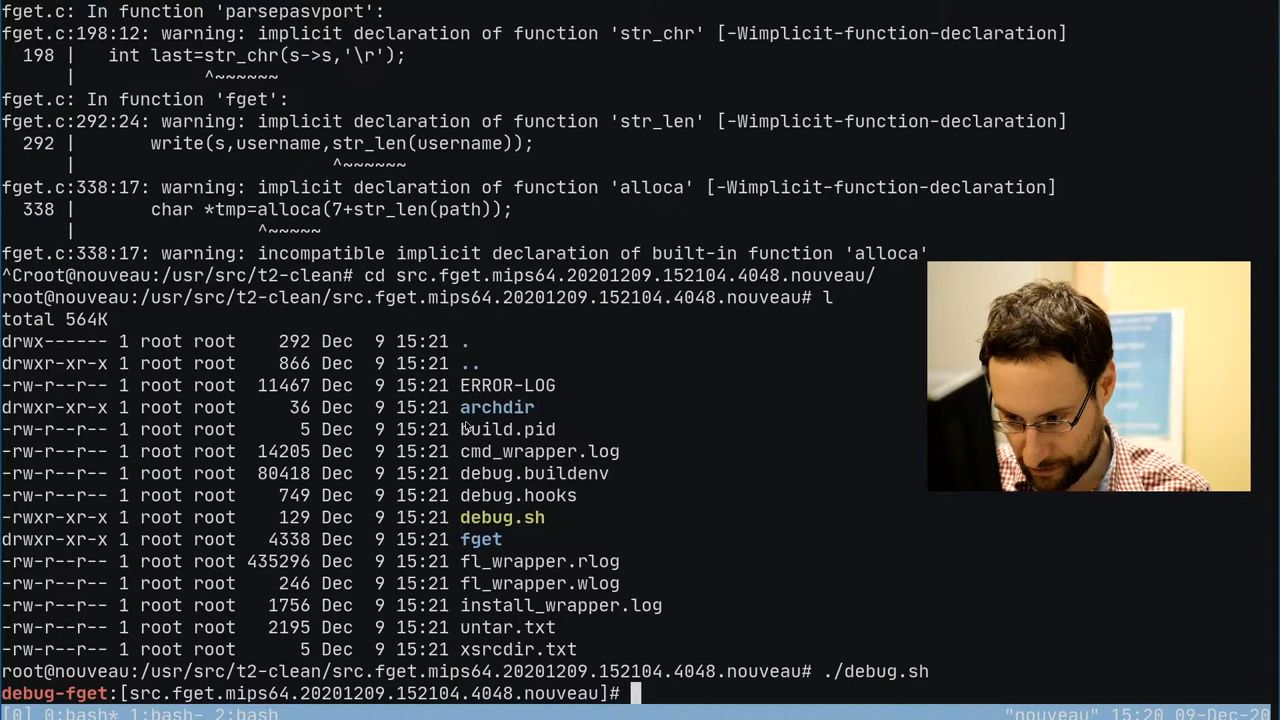 fget.c: In function 'parsepasvport':
fget.c:198:12: warning: implicit declaration of function 'str_chr' [-Wimplicit-function-declaration]
  198 |   int last=str_chr(s->s,'\r');
      |            ^~~~~~~
fget.c: In function 'fget':
fget.c:292:24: warning: implicit declaration of function 'str_len' [-Wimplicit-function-declaration]
  292 |       write(s,username,str_len(username));
      |                        ^~~~~~~
fget.c:338:17: warning: implicit declaration of function 'alloca' [-Wimplicit-function-declaration]
  338 |       char *tmp=alloca(7+str_len(path));
      |                 ^~~~~~
fget.c:338:17: warning: incompatible implicit declaration of built-in function 'alloca'
^Croot@nouveau:/usr/src/t2-clean# cd src.fget.mips64.20201209.152104.4048.nouveau/
root@nouveau:/usr/src/t2-clean/src.fget.mips64.20201209.152104.4048.nouveau# l
total 564K
drwx------ 1 root root    292 Dec  9 15:21 .
drwxr-xr-x 1 root root    866 Dec  9 15:21 ..
-rw-r--r-- 1 root root  11467 Dec  9 15:21 ERROR-LOG
drwxr-xr-x 1 root root     36 Dec  9 15:21 archdir
-rw-r--r-- 1 root root      5 Dec  9 15:21 build.pid
-rw-r--r-- 1 root root  14205 Dec  9 15:21 cmd_wrapper.log
-rw-r--r-- 1 root root  80418 Dec  9 15:21 debug.buildenv
-rw-r--r-- 1 root root    749 Dec  9 15:21 debug.hooks
-rwxr-xr-x 1 root root    129 Dec  9 15:21 debug.sh
drwxr-xr-x 1 root root   4338 Dec  9 15:21 fget
-rw-r--r-- 1 root root 435296 Dec  9 15:21 fl_wrapper.rlog
-rw-r--r-- 1 root root    246 Dec  9 15:21 fl_wrapper.wlog
-rw-r--r-- 1 root root   1756 Dec  9 15:21 install_wrapper.log
-rw-r--r-- 1 root root   2195 Dec  9 15:21 untar.txt
-rw-r--r-- 1 root root      5 Dec  9 15:21 xsrcdir.txt
root@nouveau:/usr/src/t2-clean/src.fget.mips64.20201209.152104.4048.nouveau# ./debug.sh
debug-fget:[src.fget.mips64.20201209.152104.4048.nouveau]#
[0] 0:bash* 1:bash- 2:bash "nouveau" 15:20 09-Dec-20